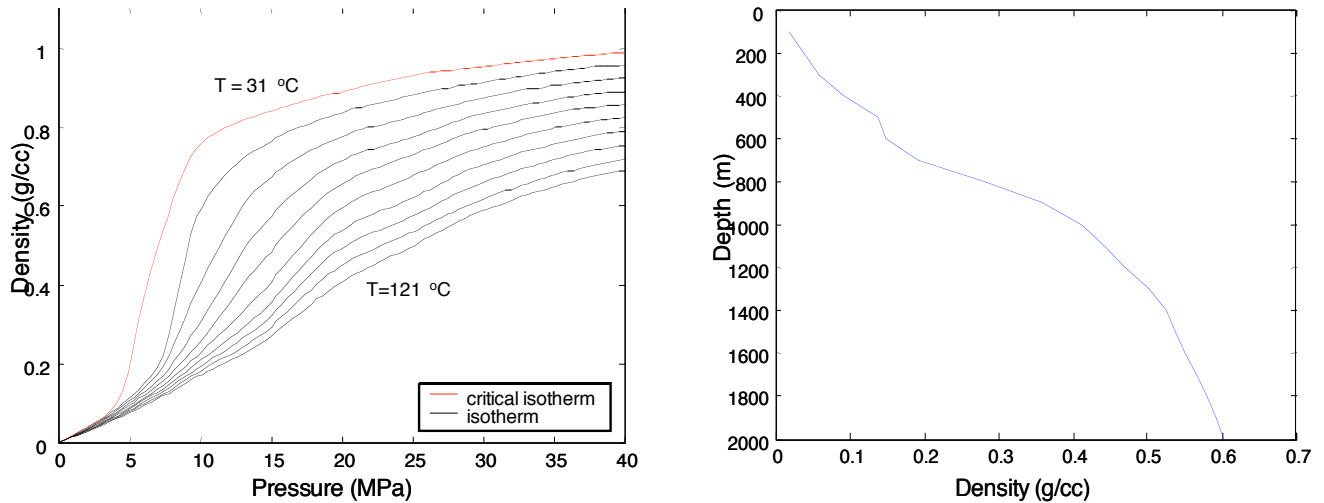 1
0.8
0.6
0.4
0.2
0
Density (g/cc)
T = 31 ºC
T=121 ºC
critical isotherm
isotherm
0 5 10 15 20 25 30 35 40
Pressure (MPa)
0
200
400
600
800
1000
1200
1400
1600
1800
2000
Depth (m)
0 0.1 0.2 0.3 0.4 0.5 0.6 0.7
Density (g/cc)